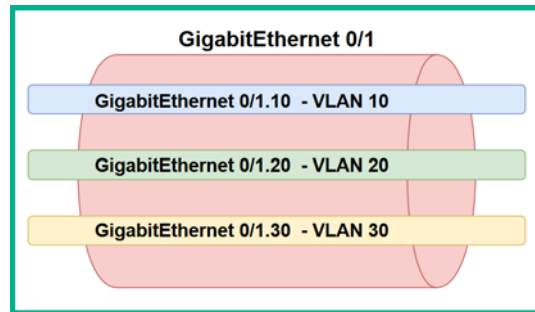 GigabitEthernet 0/1
GigabitEthernet 0/1.10 - VLAN 10
GigabitEthernet 0/1.20 - VLAN 20
GigabitEthernet 0/1.30 - VLAN 30